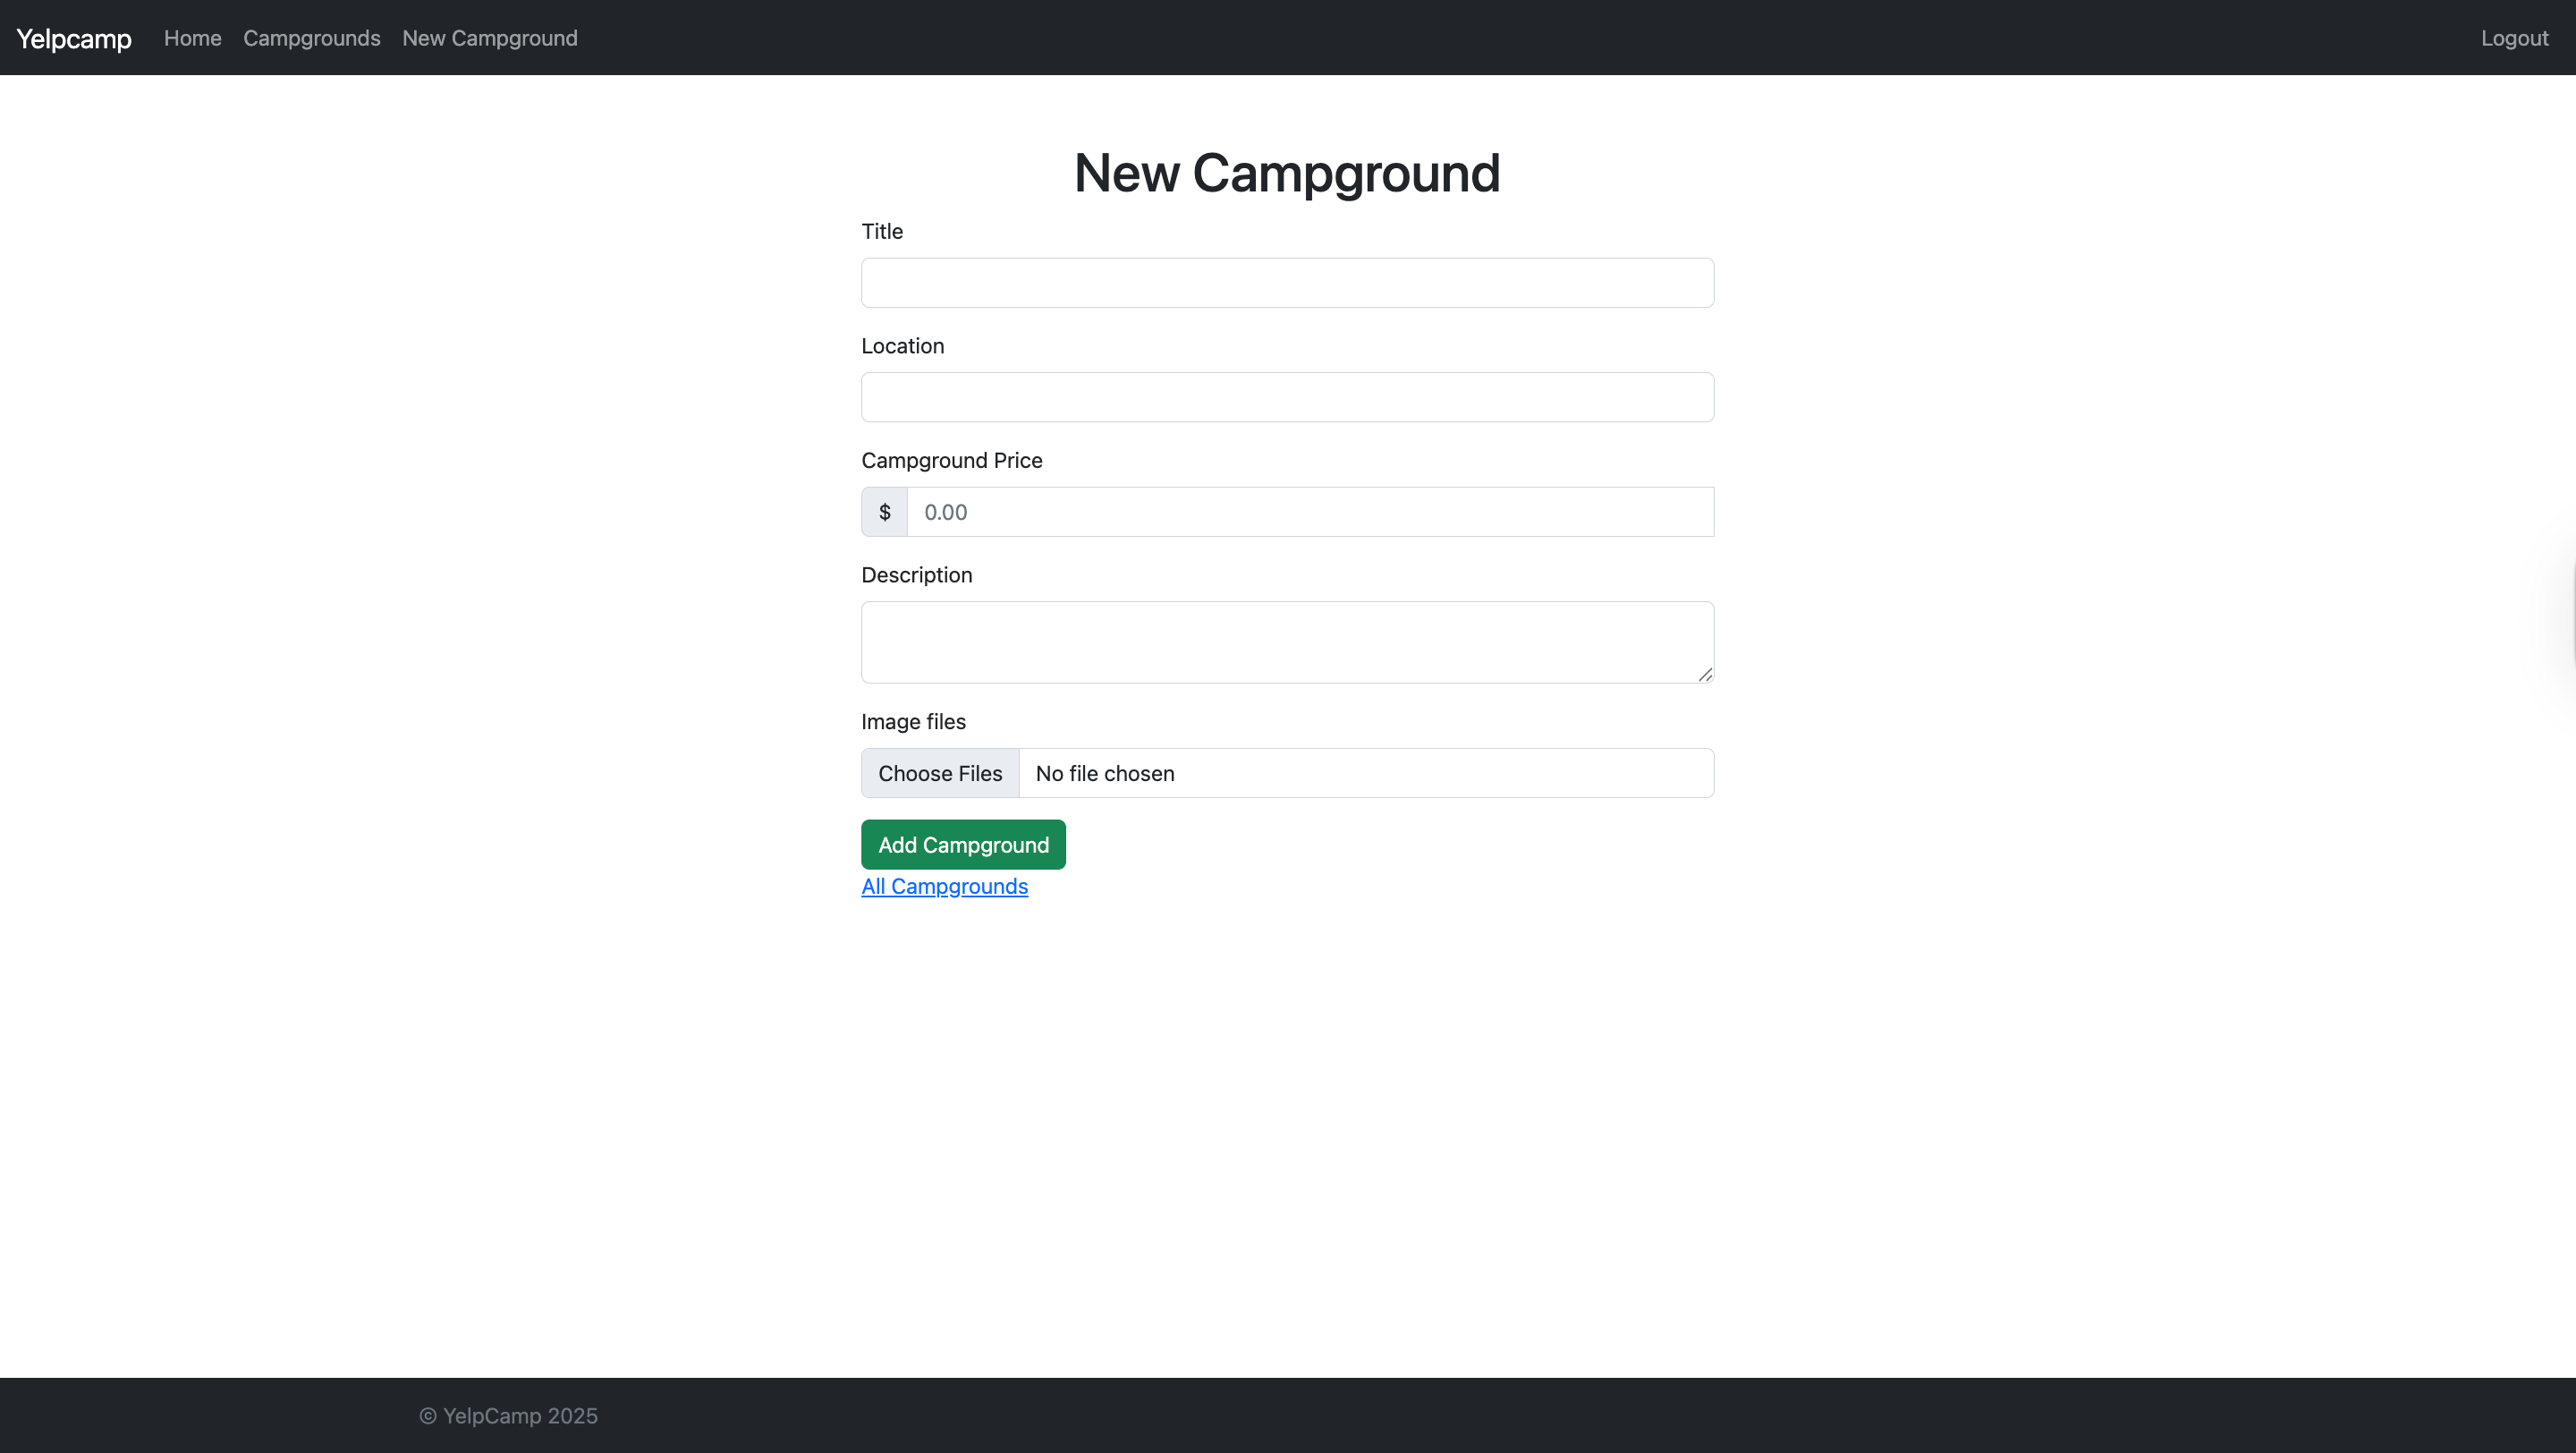 Yelpcamp Home Campgrounds New Campground Logout
New Campground
Title
Location
Campground Price
$ 0.00
Description
Image files
Choose Files No file chosen
Add Campground
All Campgrounds
© YelpCamp 2025